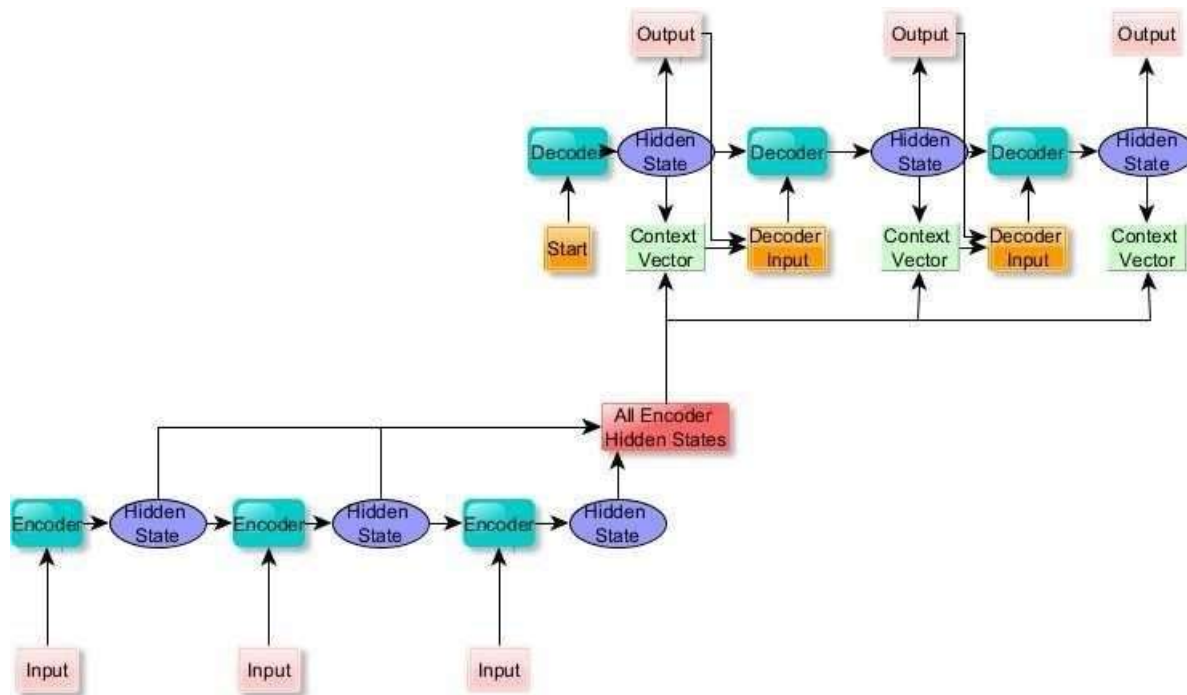 Output
Output
Output
Decoder
Hidden
State
Decoder
Hidden
State
Decoder
Hidden
State
Start
Context
Vector
Decoder
Input
Context
Vector
Decoder
Input
Context
Vector
All Encoder
Hidden States
Encoder
Hidden
State
Encoder
Hidden
State
Encoder
Hidden
State
Input
Input
Input